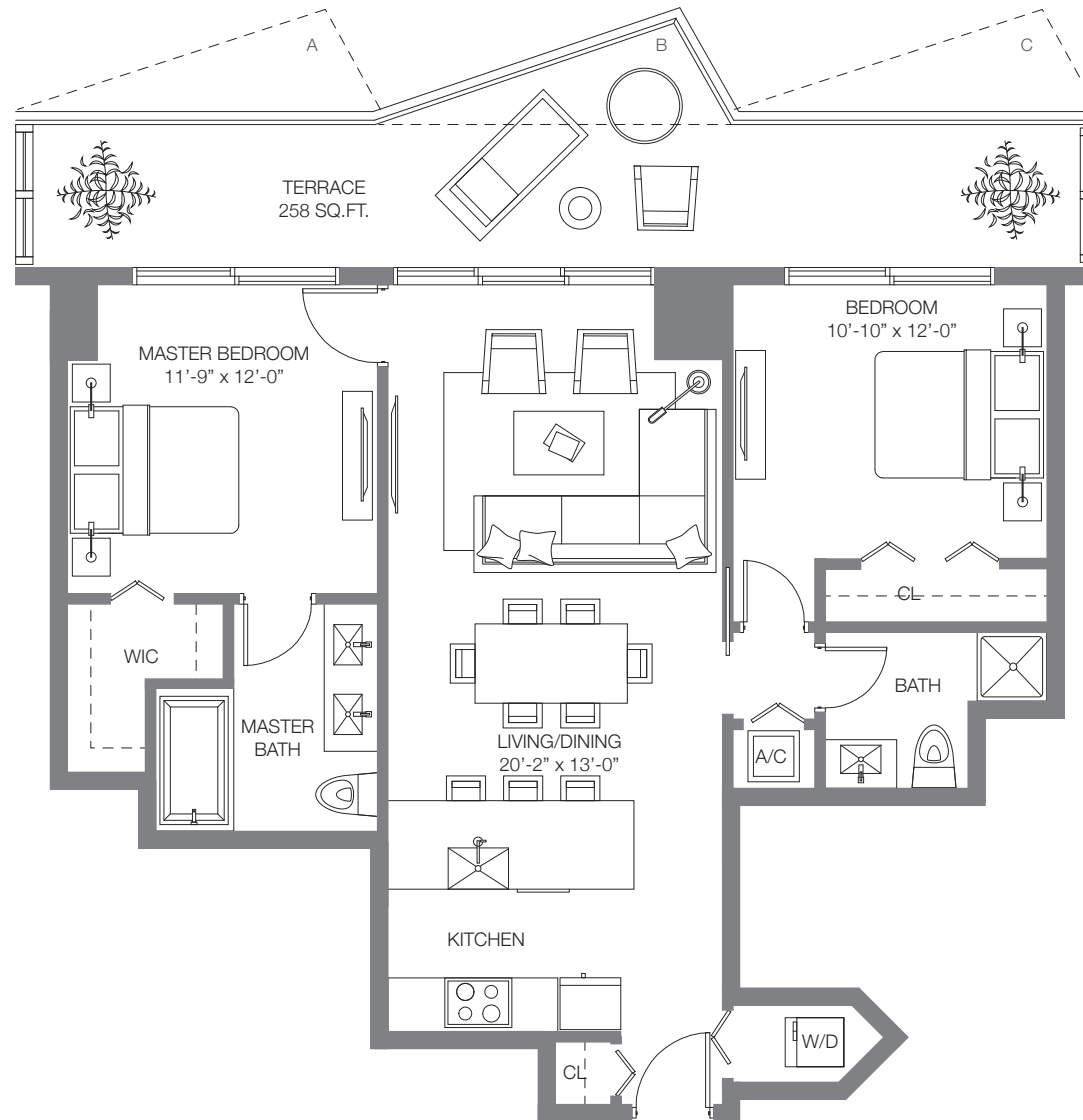 A
B
C
TERRACE
258 SQ.FT.
BEDROOM
10’-10” x 12’-0”
MASTER BEDROOM
11’-9” x 12’-0”
CL
WIC
BATH
MASTER
BATH
LIVING/DINING
20’-2” x 13’-0”
A/C
KITCHEN
W/D
CL